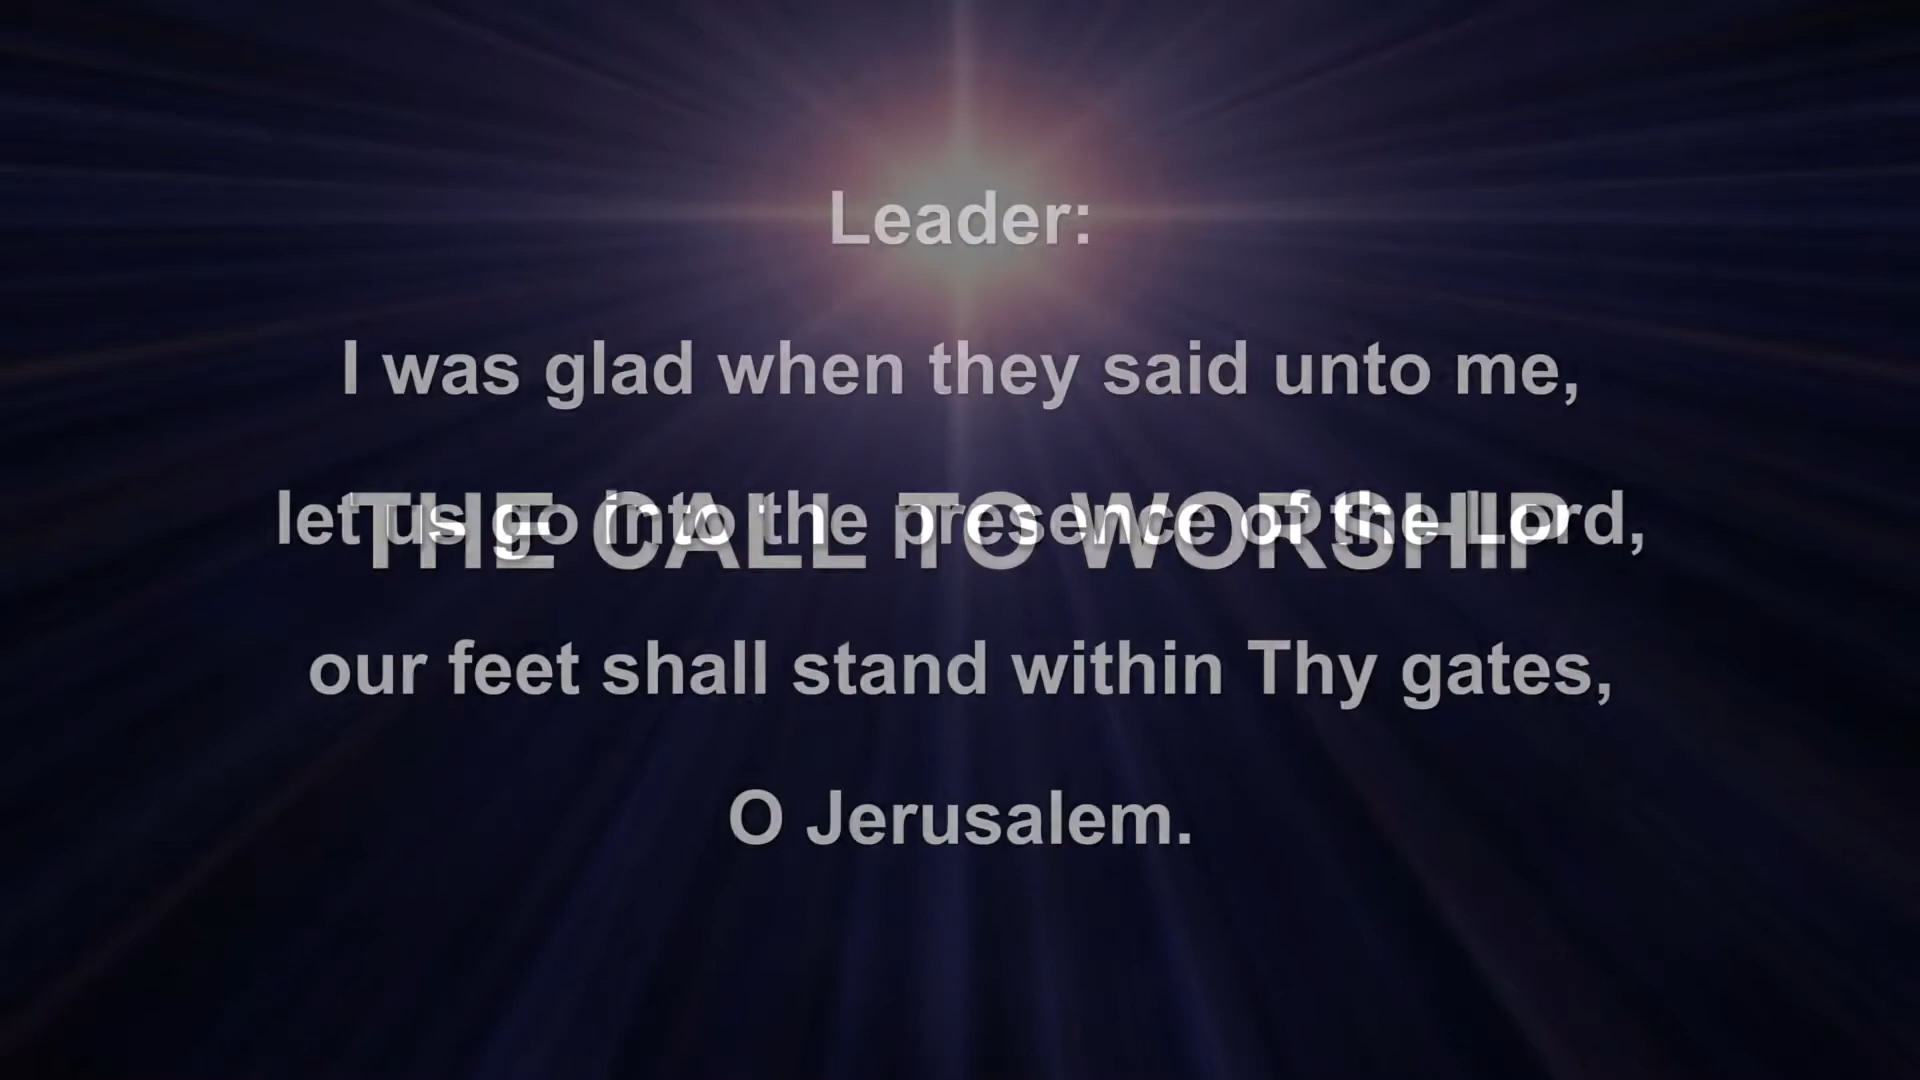 Leader:
I was glad when they said unto me,
let us go into the presence of the Lord,
THE CALL TO WORSHIP
our feet shall stand within Thy gates,
O Jerusalem.